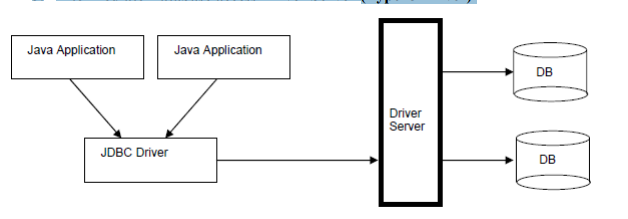 Java Application
Java Application
DB
Driver
Server
JDBC Driver
DB